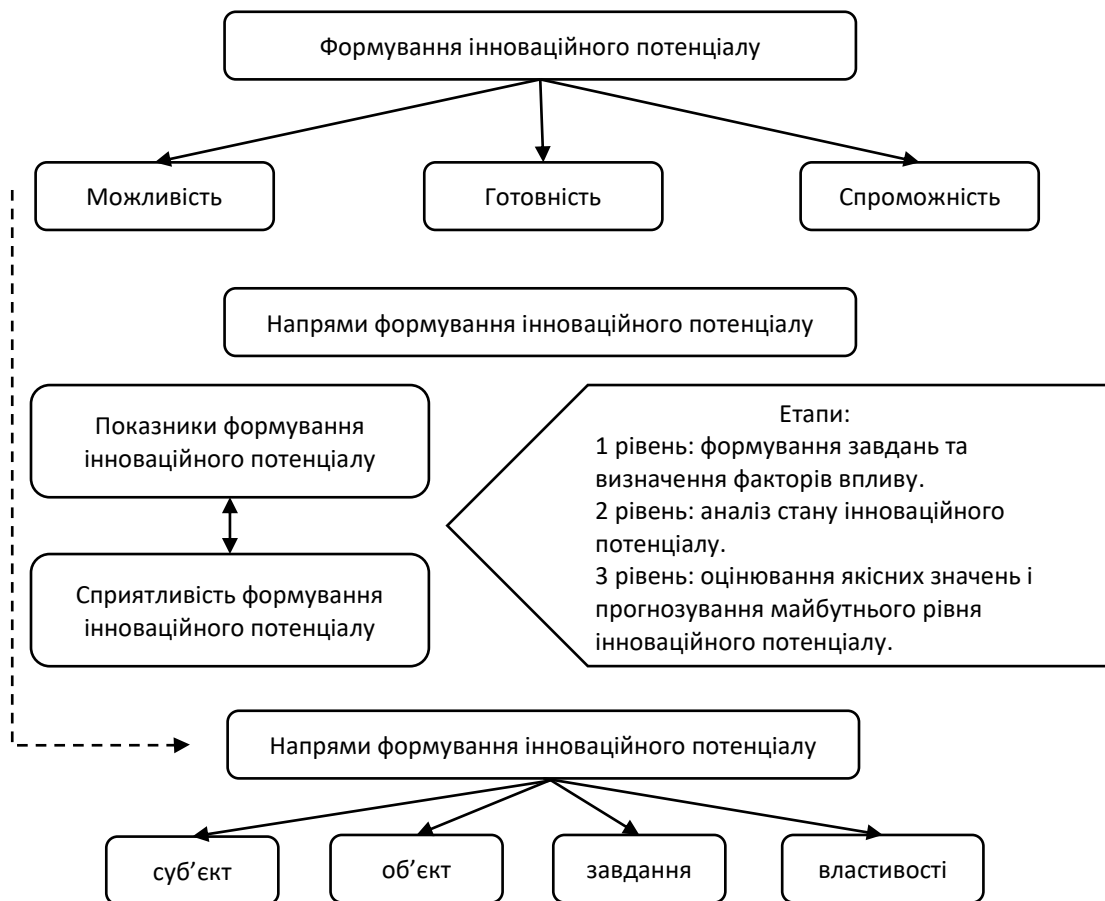 Формування інноваційного потенціалу
Можливість
Готовність
Спроможність
Напрями формування інноваційного потенціалу
Показники формування
інноваційного потенціалу
Сприятливість формування
інноваційного потенціалу
Етапи:
1 рівень: формування завдань та
визначення факторів впливу.
2 рівень: аналіз стану інноваційного
потенціалу.
3 рівень: оцінювання якісних значень і
прогнозування майбутнього рівня
інноваційного потенціалу.
Напрями формування інноваційного потенціалу
суб’єкт
об’єкт
завдання
властивості